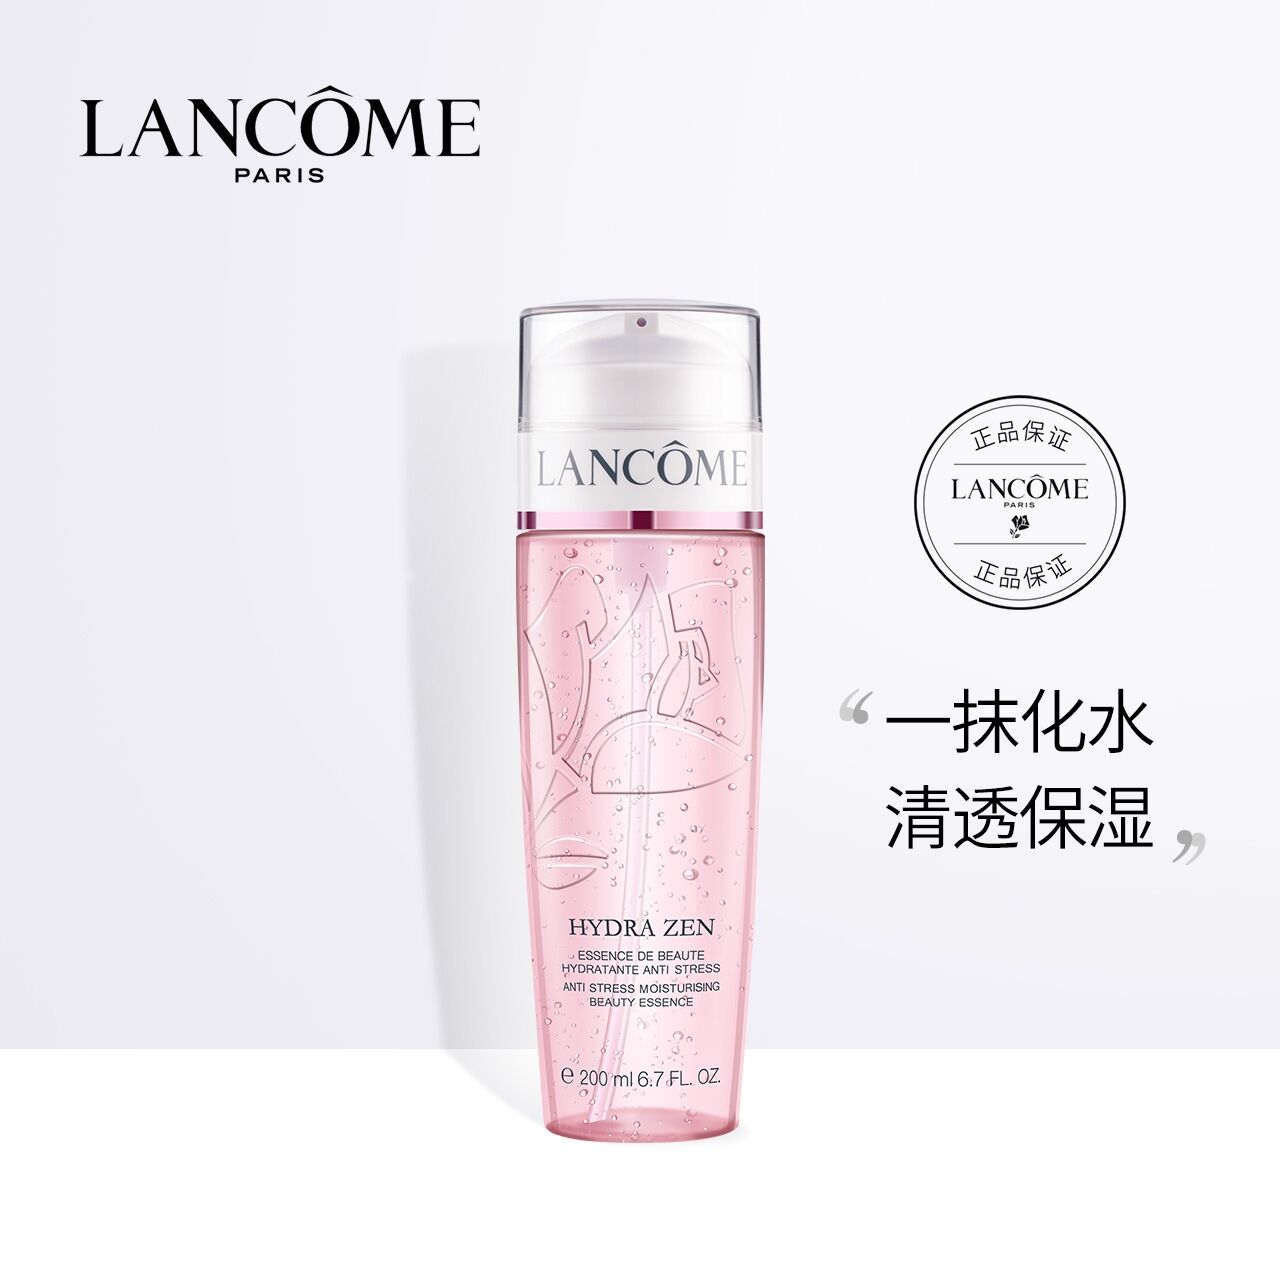 LANCÔME
PARIS
LANCÔME
HYDRA ZEN
ESSENCE DE BEAUTE
HYDRATANTE ANTI STRESS
ANTI STRESS MOISTURISING
BEAUTY ESSENCE
e 200 ml 6.7 FL. OZ.
正品保证
LANCÔME
PARIS
正品保证
“一抹化水
清透保湿”